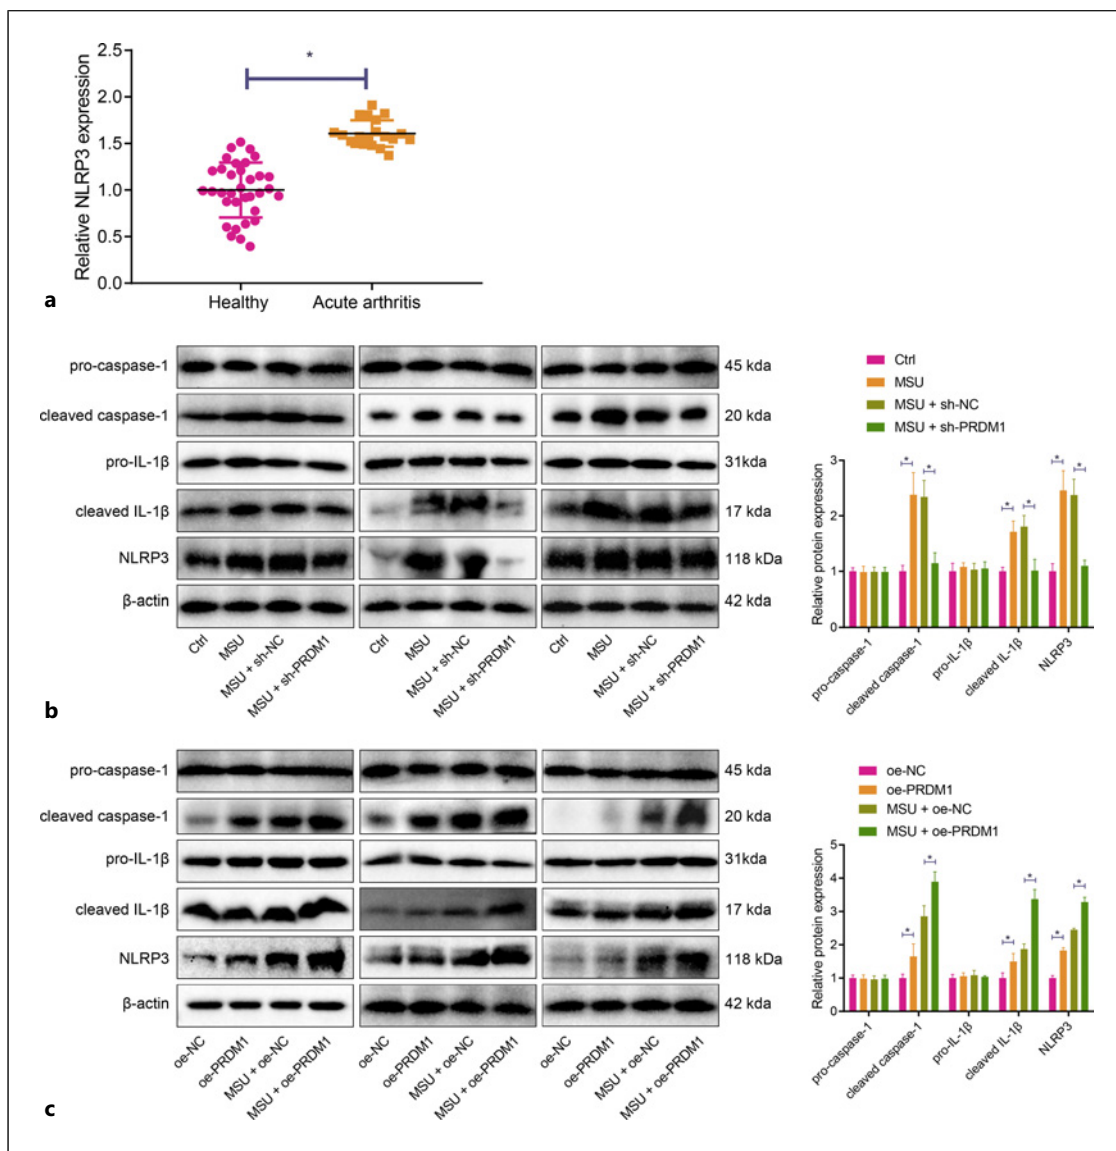 2.5
*
2.0
1.5
1.0
0.5
0.0
Relative NLRP3 expression
Healthy
Acute arthritis
a
pro-caspase-1
45 kda
cleaved caspase-1
20 kda
pro-IL-1β
31kda
cleaved IL-1β
17 kda
NLRP3
118 kDa
β-actin
42 kda
Ctrl
MSU
MSU + sh-NC
MSU + sh-PRDM1
Ctrl
MSU
MSU + sh-NC
MSU + sh-PRDM1
Ctrl
MSU
MSU + sh-NC
MSU + sh-PRDM1
Ctrl
MSU
MSU + sh-NC
MSU + sh-PRDM1
3
2
1
0
Relative protein expression
* * * * * *
pro-caspase-1
cleaved caspase-1
pro-IL-1β
cleaved IL-1β
NLRP3
b
pro-caspase-1
45 kda
cleaved caspase-1
20 kda
pro-IL-1β
31kda
cleaved IL-1β
17 kda
NLRP3
118 kDa
β-actin
42 kda
oe-NC
oe-PRDM1
MSU + oe-NC
MSU + oe-PRDM1
oe-NC
oe-PRDM1
MSU + oe-NC
MSU + oe-PRDM1
oe-NC
oe-PRDM1
MSU + oe-NC
MSU + oe-PRDM1
oe-NC
oe-PRDM1
MSU + oe-NC
MSU + oe-PRDM1
5
4
3
2
1
0
Relative protein expression
* * * * * *
pro-caspase-1
cleaved caspase-1
pro-IL-1β
cleaved IL-1β
NLRP3
c